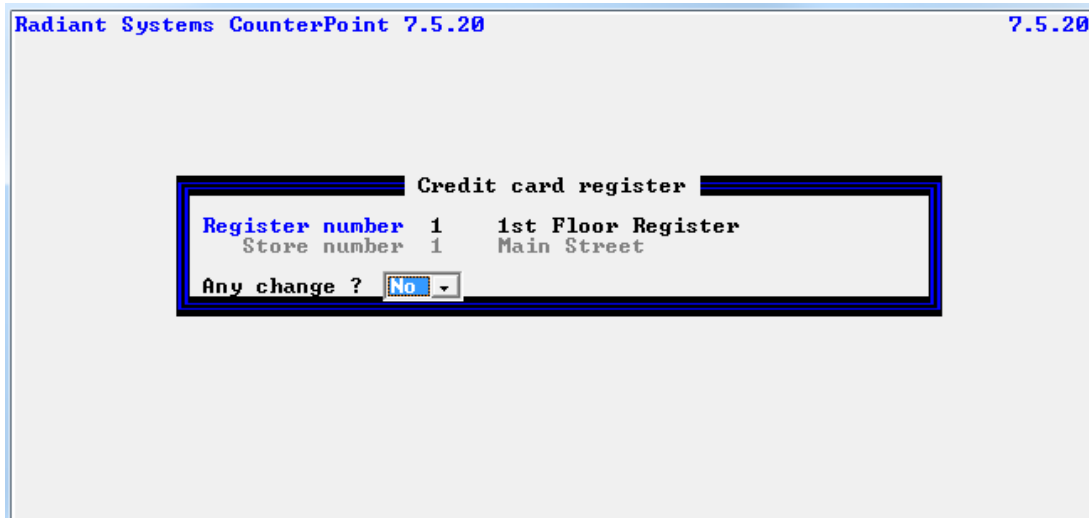 Radiant Systems CounterPoint 7.5.20 7.5.20
Credit card register
Register number 1 1st Floor Register
Store number 1 Main Street
Any change ? No